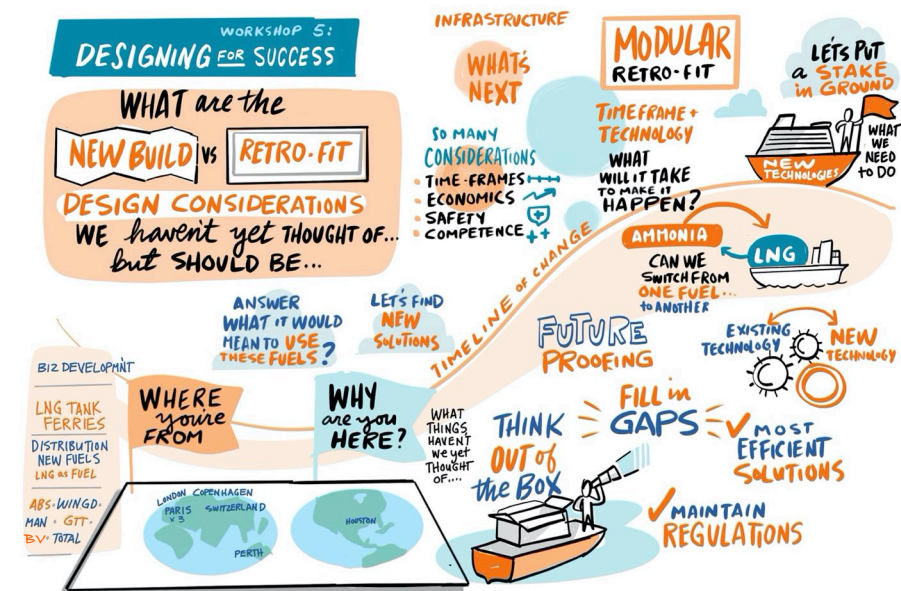 WORKSHOP 5:
DESIGNING FOR SUCCESS
WHAT are the
NEW BUILD VS RETRO-FIT
DESIGN CONSIDERATIONS
WE haven't yet THOUGHT OF...
but SHOULD BE...
INFRASTRUCTURE
WHAT'S
NEXT
SO MANY
CONSIDERATIONS
TIME-FRAMES
ECONOMICS
SAFETY
COMPETENCE
MODULAR
RETRO-FIT
TIMEFRAME +
TECHNOLOGY
WHAT
WILL IT TAKE
TO MAKE IT
HAPPEN?
LET'S PUT
a STAKE
in GROUND
WHAT
WE
NEED
to DO
NEW
TECHNOLOGIES
AMMONIA
LNG
CAN WE
SWITCH FROM
ONE FUEL...
to ANOTHER
TIMELINE OF CHANGE
ANSWER
WHAT IT WOULD
MEAN TO USE
THESE FUELS?
LET'S FIND
NEW
SOLUTIONS
FUTURE
PROOFING
EXISTING
TECHNOLOGY
NEW
TECHNOLOGY
BIZ DEVELOPMNT
LNG TANK
FERRIES
DISTRIBUTION
NEW FUELS
LNG as FUEL
ABS • WINGD •
MAN • GTT •
BV • TOTAL
WHERE
you're
FROM
WHY
are you
HERE?
WHAT
THINGS
HAVEN'T
we yet
THOUGHT
OF....
THINK
OUT of
the BOX
FILL in
GAPS
MOST
EFFICIENT
SOLUTIONS
MAINTAIN
REGULATIONS
LONDON COPENHAGEN
PARIS SWITZERLAND
x 3
PERTH
HOUSTON